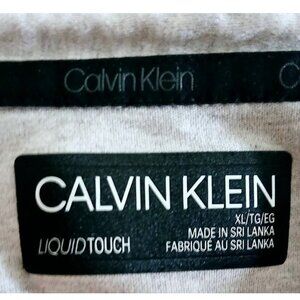 Calvin Klein C
CALVIN KLEIN
XL/TG/EG
LIQUIDTOUCH MADE IN SRI LANKA
FABRIQUÉ AU SRI LANKA